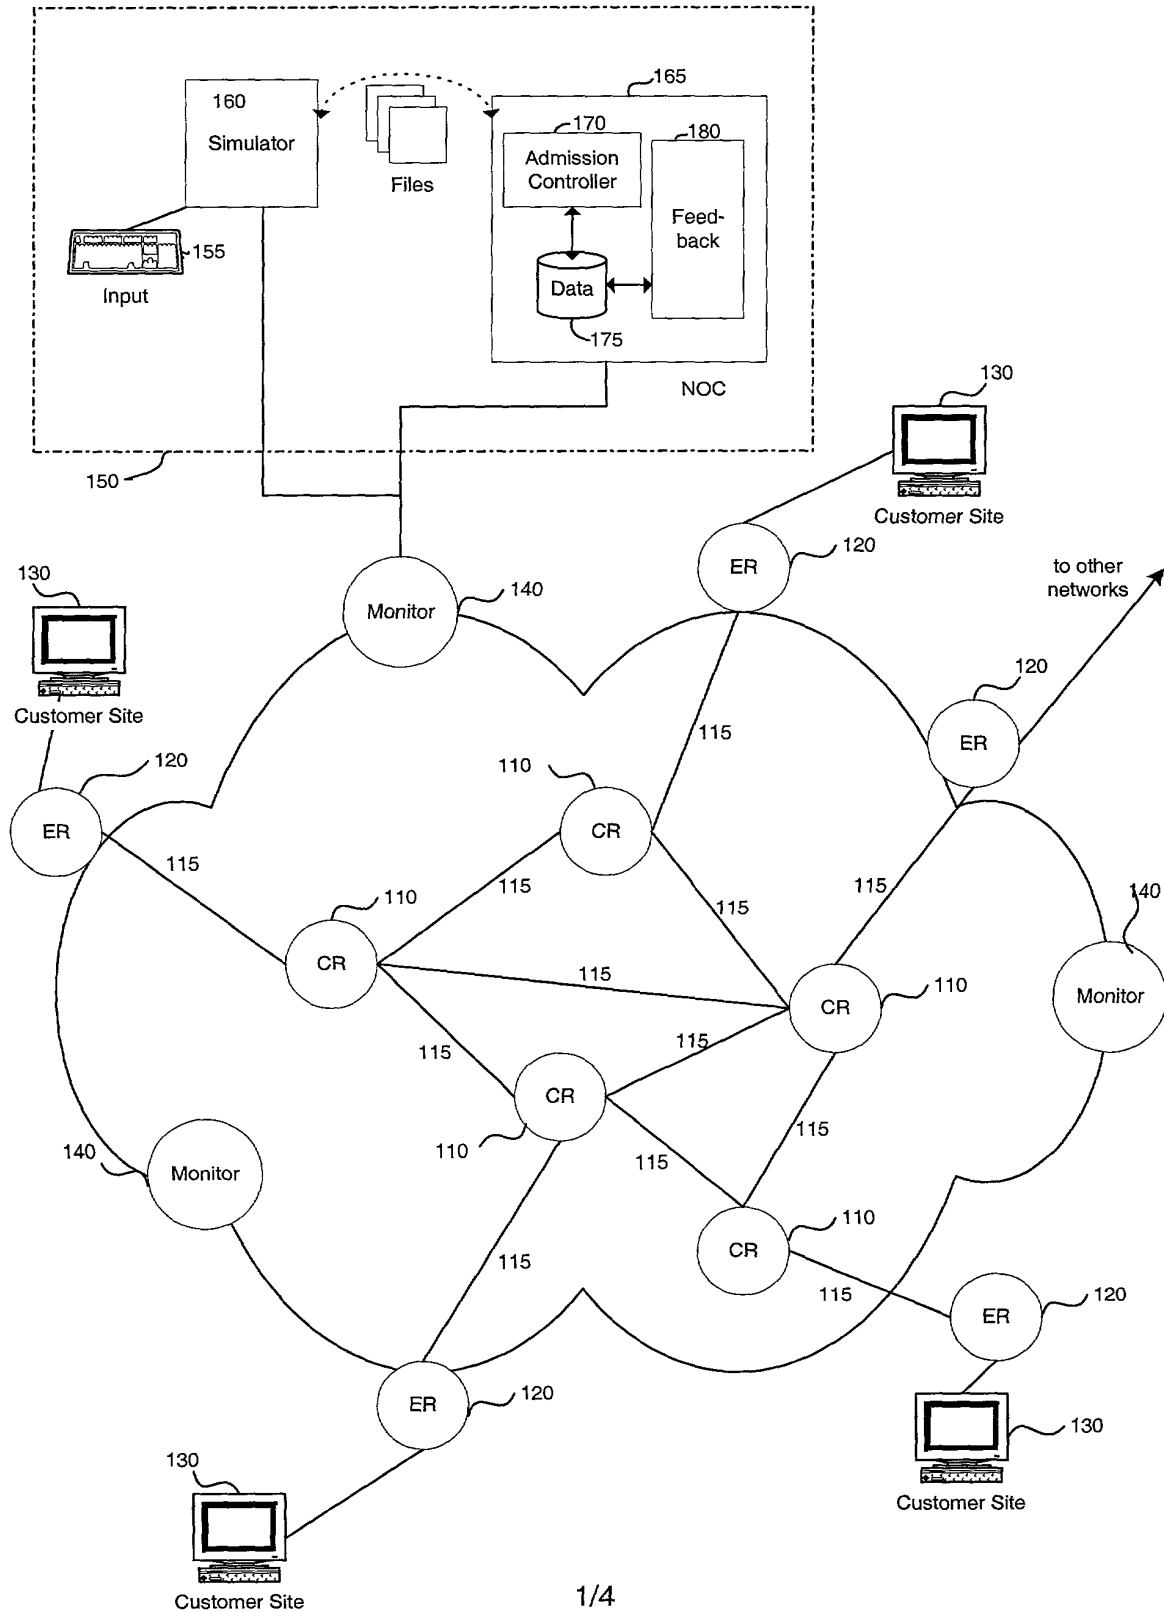 165
160
Simulator
170
Admission
Controller
180
Feed-
back
Files
155
Input
Data
175
NOC
150
130
Customer Site
130
Customer Site
140
Monitor
ER
120
to other
networks
120
ER
115
120
ER
110
CR
115
115
115
115
140
Monitor
110
CR
115
CR
110
115
115
CR
110
115
115
140
Monitor
110
CR
115
115
120
ER
ER
120
130
Customer Site
130
Customer Site
1/4